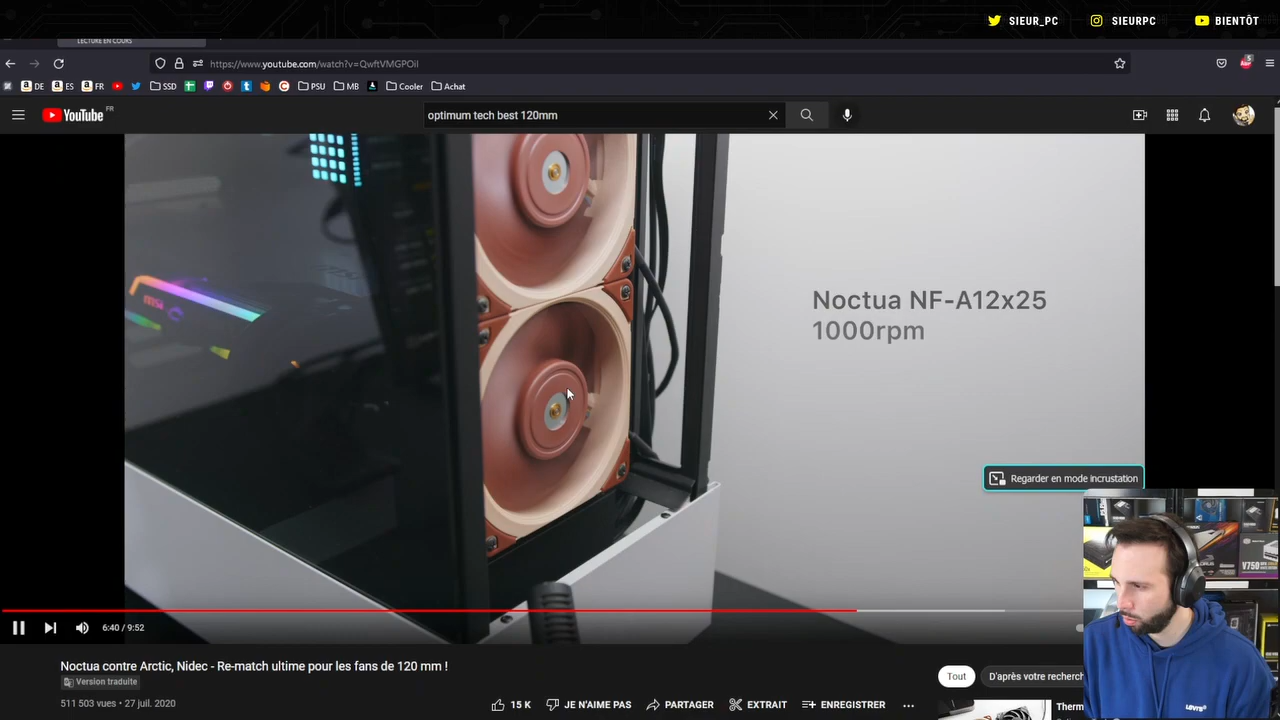 SIEUR_PC SIEURPC BIENTÔT
LECTURE EN COURS
https://www.youtube.com/watch?v=QwftVMGPOiI
DE ES FR SSD PSU MB Cooler Achat
YouTube FR
optimum tech best 120mm
Noctua NF-A12x25
1000rpm
Regarder en mode incrustation
6:40 / 9:52
Noctua contre Arctic, Nidec - Re-match ultime pour les fans de 120 mm !
Version traduite
511 503 vues • 27 juil. 2020
15 K JE N'AIME PAS PARTAGER EXTRAIT ENREGISTRER
Tout D'après votre recherch
Therm
LEVI'S